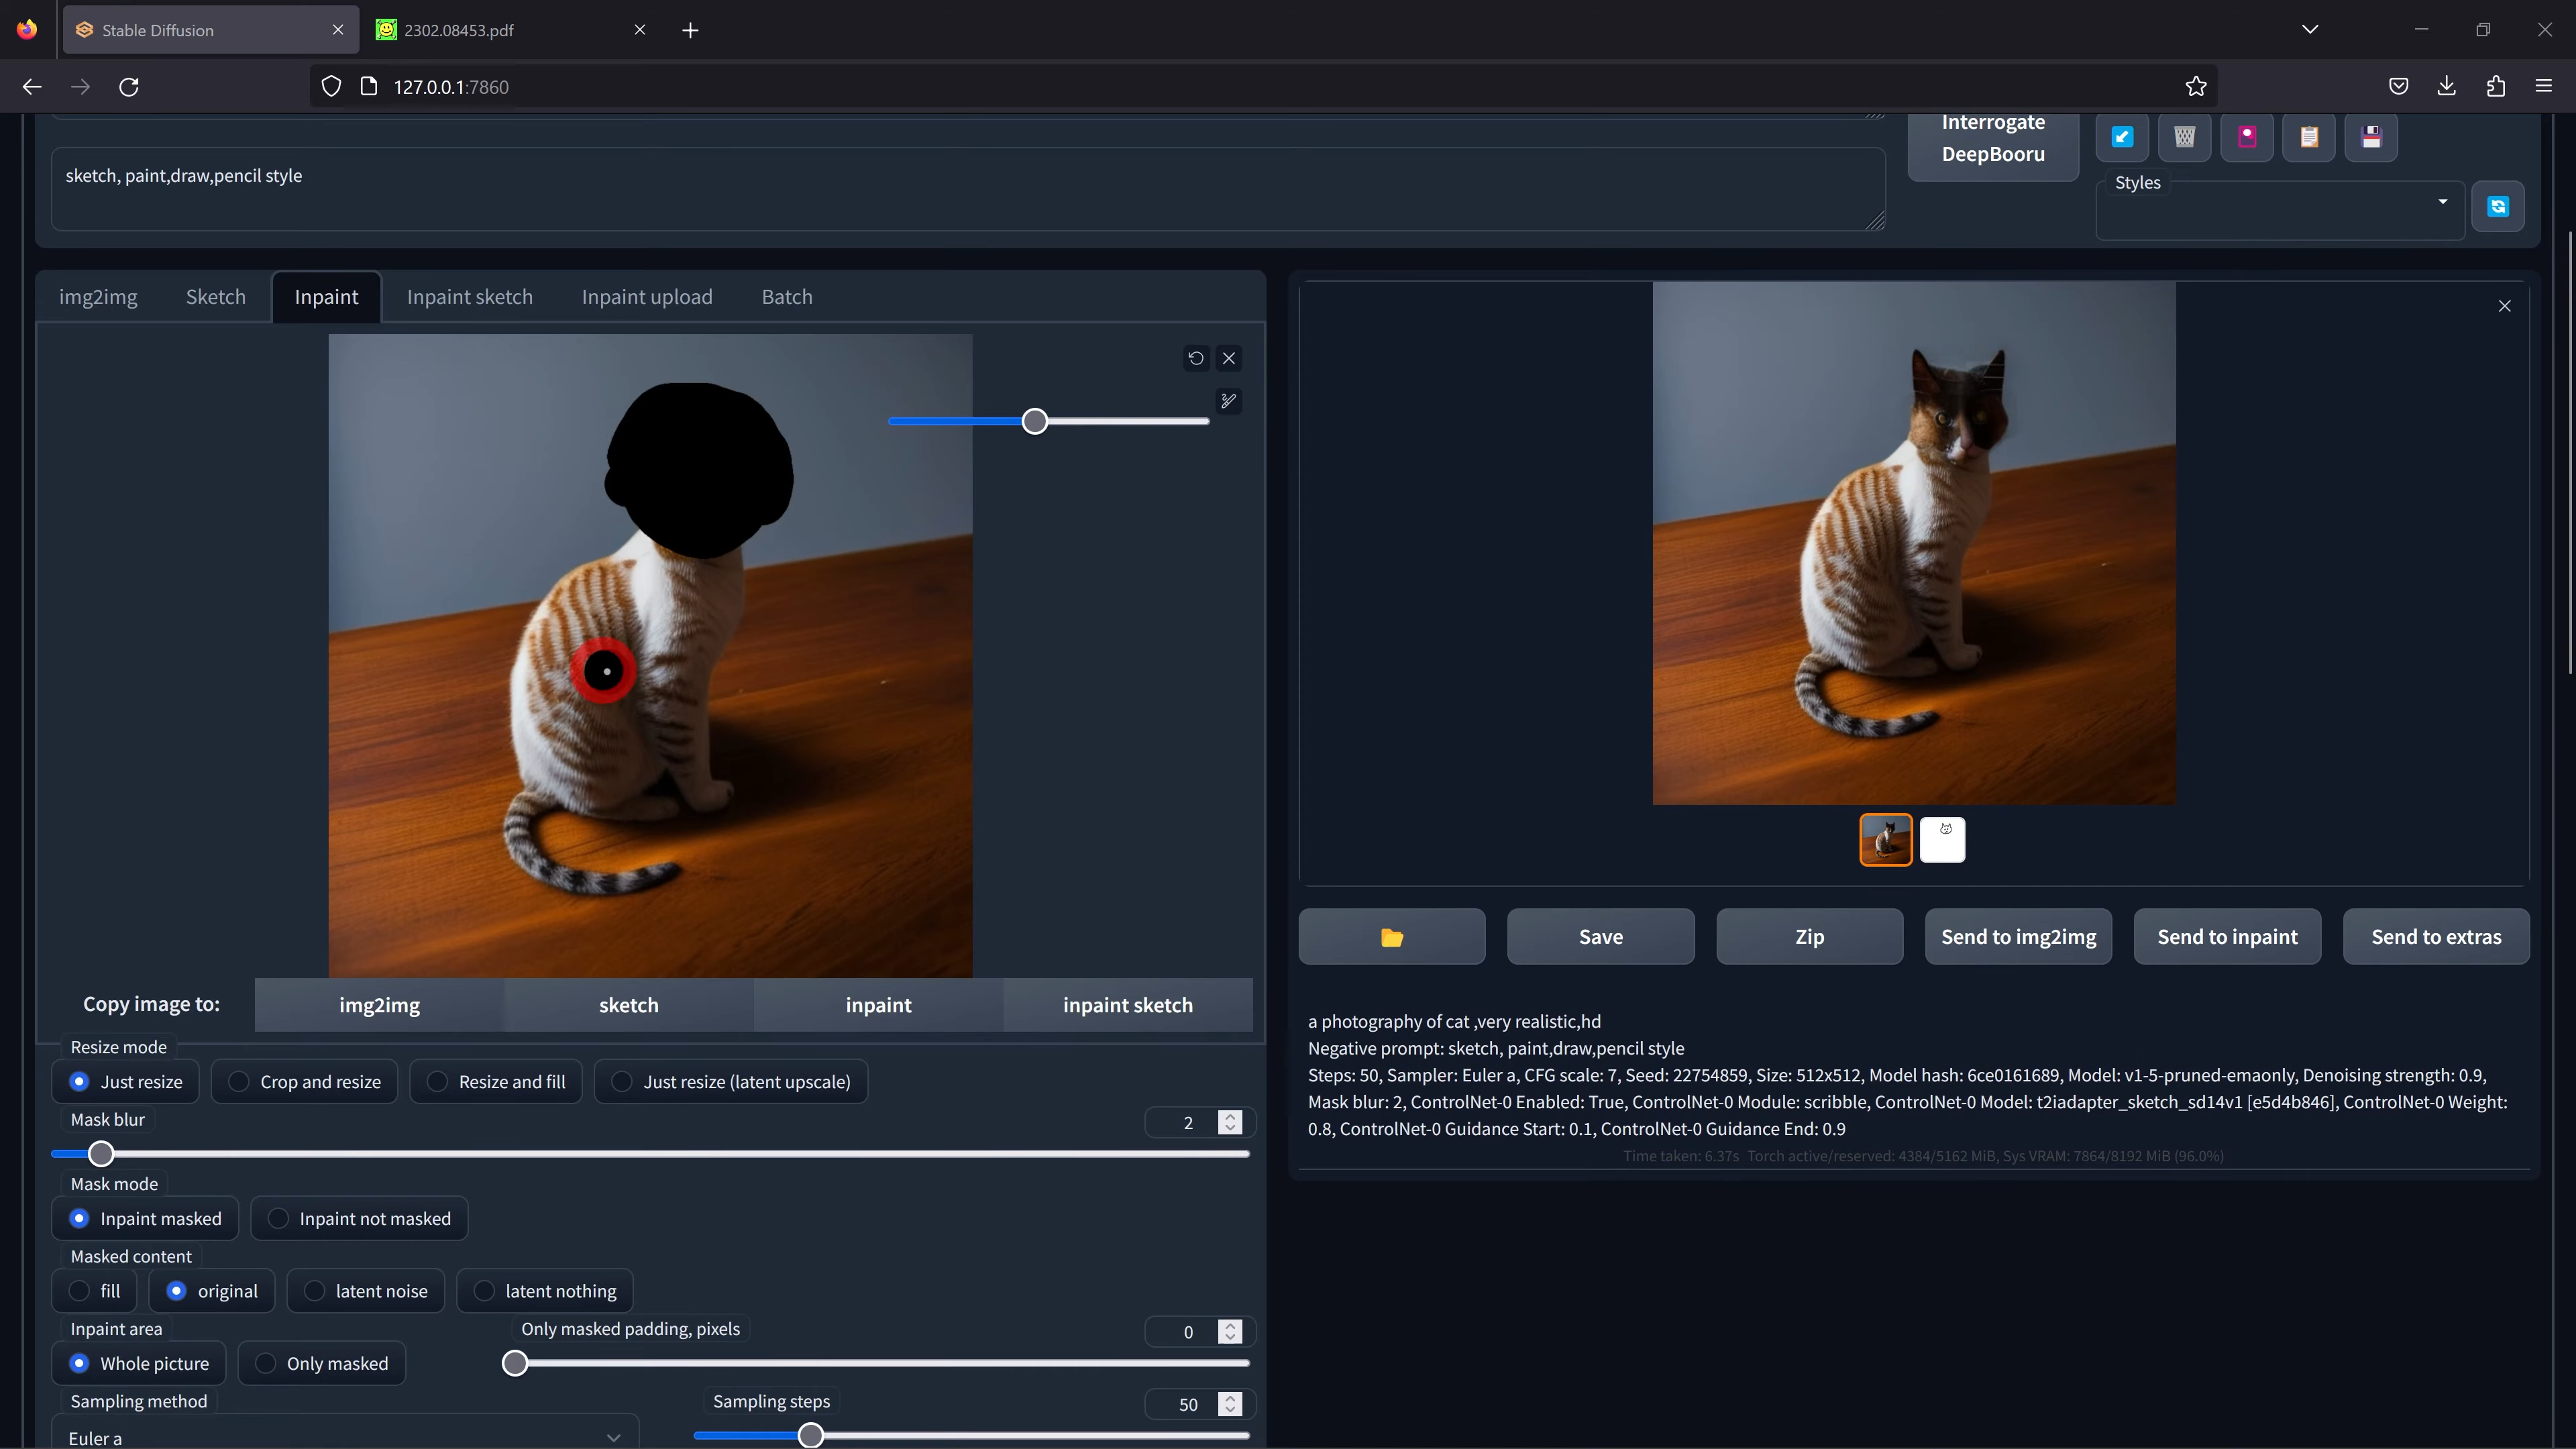 Stable Diffusion
2302.08453.pdf
127.0.0.1:7860
Interrogate
DeepBooru
sketch, paint,draw,pencil style
Styles
img2img
Sketch
Inpaint
Inpaint sketch
Inpaint upload
Batch
Copy image to:
img2img
sketch
inpaint
inpaint sketch
Resize mode
Just resize
Crop and resize
Resize and fill
Just resize (latent upscale)
Mask blur
2
Mask mode
Inpaint masked
Inpaint not masked
Masked content
fill
original
latent noise
latent nothing
Inpaint area
Only masked padding, pixels
0
Whole picture
Only masked
Sampling method
Sampling steps
50
Euler a
Save
Zip
Send to img2img
Send to inpaint
Send to extras
a photography of cat ,very realistic,hd
Negative prompt: sketch, paint,draw,pencil style
Steps: 50, Sampler: Euler a, CFG scale: 7, Seed: 22754859, Size: 512x512, Model hash: 6ce0161689, Model: v1-5-pruned-emaonly, Denoising strength: 0.9,
Mask blur: 2, ControlNet-0 Enabled: True, ControlNet-0 Module: scribble, ControlNet-0 Model: t2iadapter_sketch_sd14v1 [e5d4b846], ControlNet-0 Weight:
0.8, ControlNet-0 Guidance Start: 0.1, ControlNet-0 Guidance End: 0.9
Time taken: 6.37s Torch active/reserved: 4384/5162 MiB, Sys VRAM: 7864/8192 MiB (96.0%)